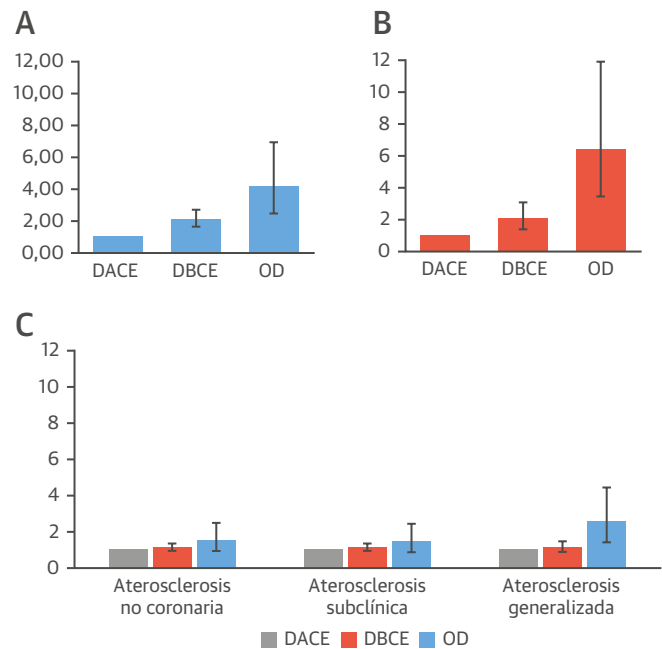 A
12,00
10,00
8,00
6,00
4,00
2,00
0,00
DACE DBCE OD
B
12
10
8
6
4
2
0
DACE DBCE OD
C
12
10
8
6
4
2
0
Aterosclerosis
no coronaria
Aterosclerosis
subclínica
Aterosclerosis
generalizada
DACE DBCE OD